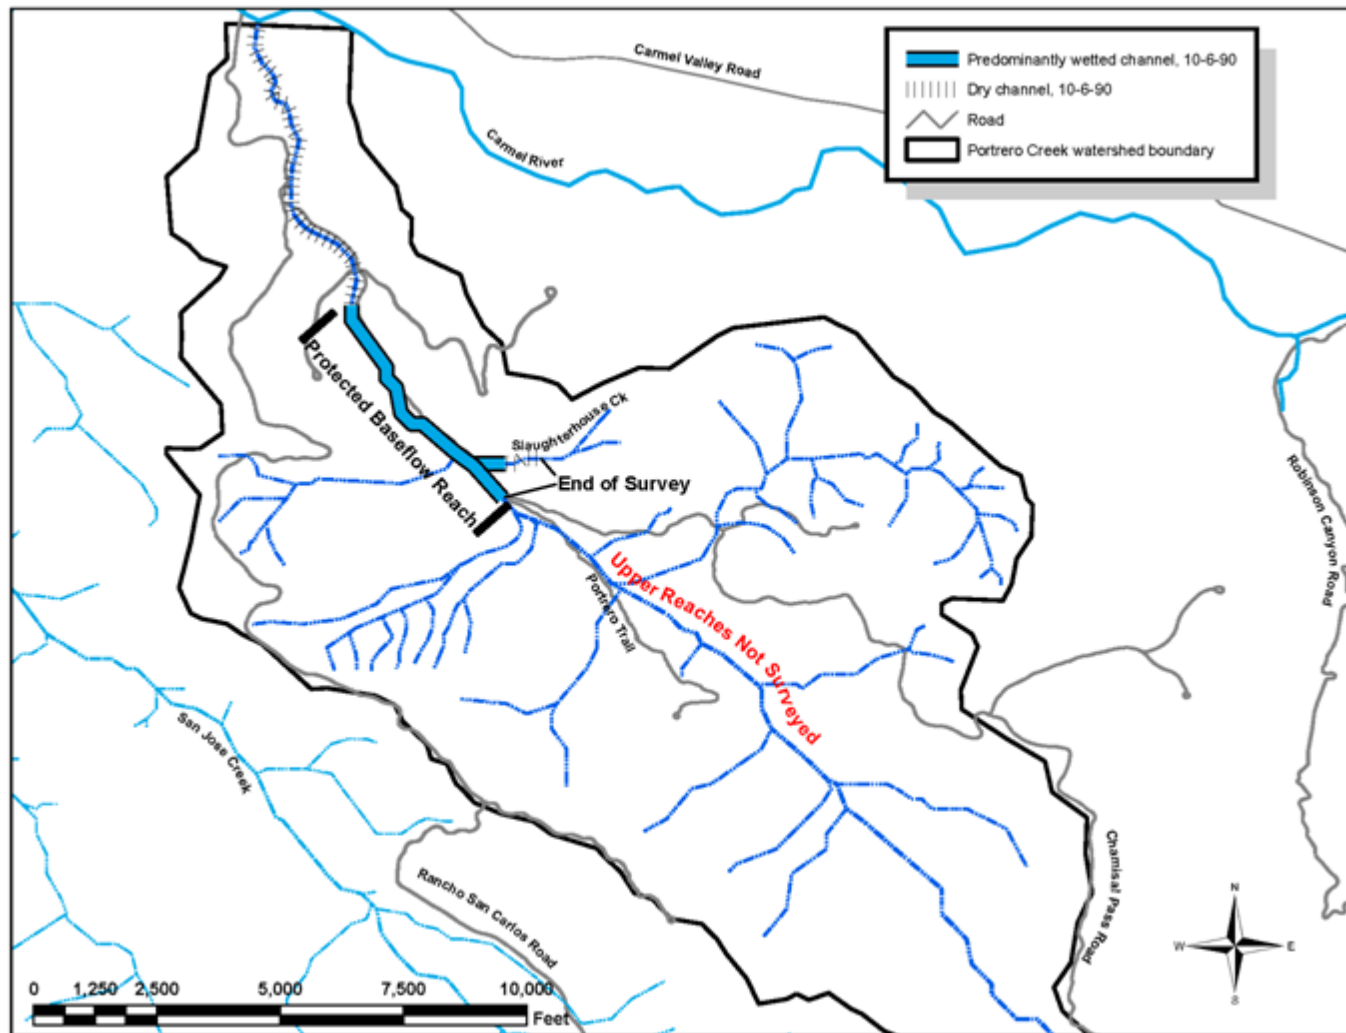 Carmel Valley Road
Predominantly wetted channel, 10-6-90
Dry channel, 10-6-90
Road
Portrero Creek watershed boundary
Carmel River
Protected Baseflow Reach
Slaughterhouse Ck
End of Survey
Robinson Canyon Road
Upper Reaches Not Surveyed
Portrero Trail
San Jose Creek
Rancho San Carlos Road
Chamisal Pass Road
N
W
E
S
0 1,250 2,500 5,000 7,500 10,000
Feet